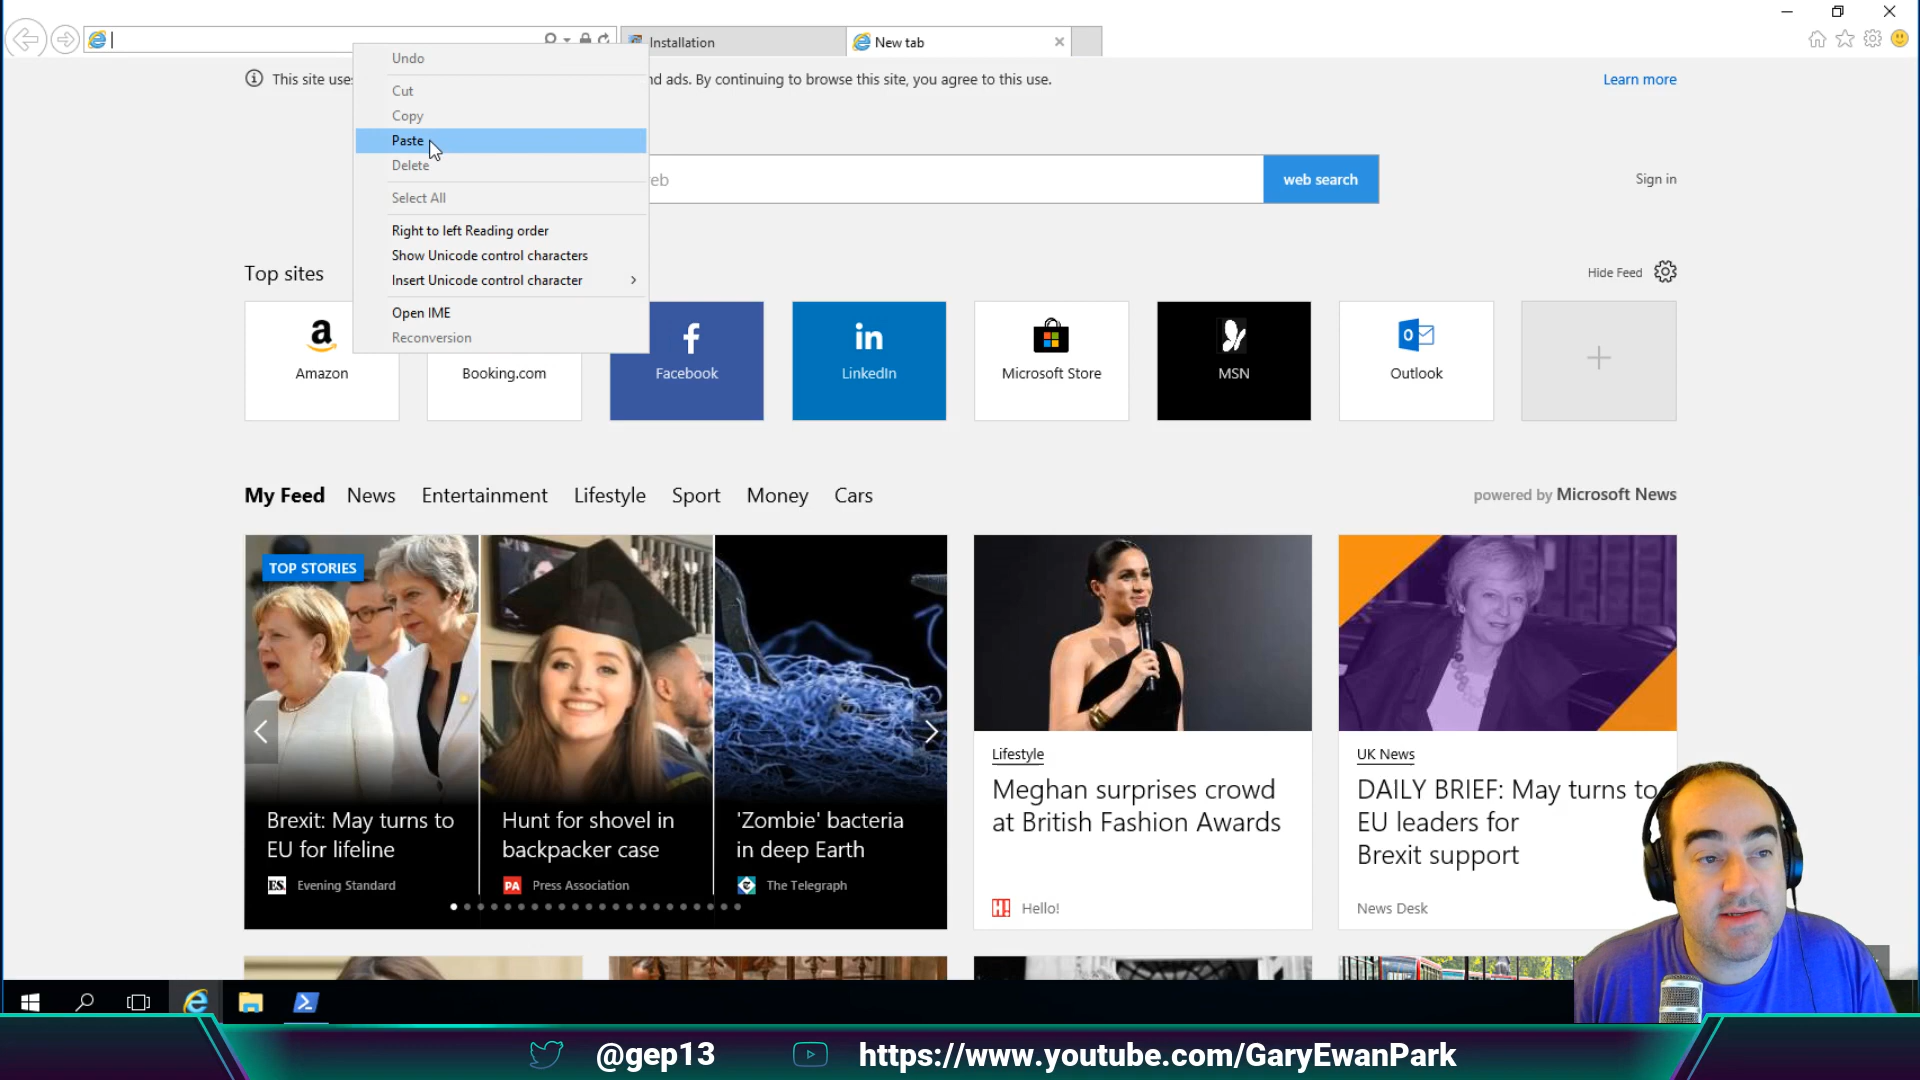 Installation
New tab
Undo
Cut
Copy
Paste
Delete
Select All
Right to left Reading order
Show Unicode control characters
Insert Unicode control character
Open IME
Reconversion
This site uses
nd ads. By continuing to browse this site, you agree to this use.
Learn more
eb
web search
Sign in
Top sites
Hide Feed
a
Amazon
Booking.com
f
Facebook
in
LinkedIn
Microsoft Store
MSN
Outlook
My Feed
News
Entertainment
Lifestyle
Sport
Money
Cars
powered by Microsoft News
TOP STORIES
Brexit: May turns to
EU for lifeline
ES
Evening Standard
Hunt for shovel in
backpacker case
PA
Press Association
'Zombie' bacteria
in deep Earth
The Telegraph
Lifestyle
Meghan surprises crowd
at British Fashion Awards
H!
Hello!
UK News
DAILY BRIEF: May turns to
EU leaders for
Brexit support
News Desk
@gep13
https://www.youtube.com/GaryEwanPark